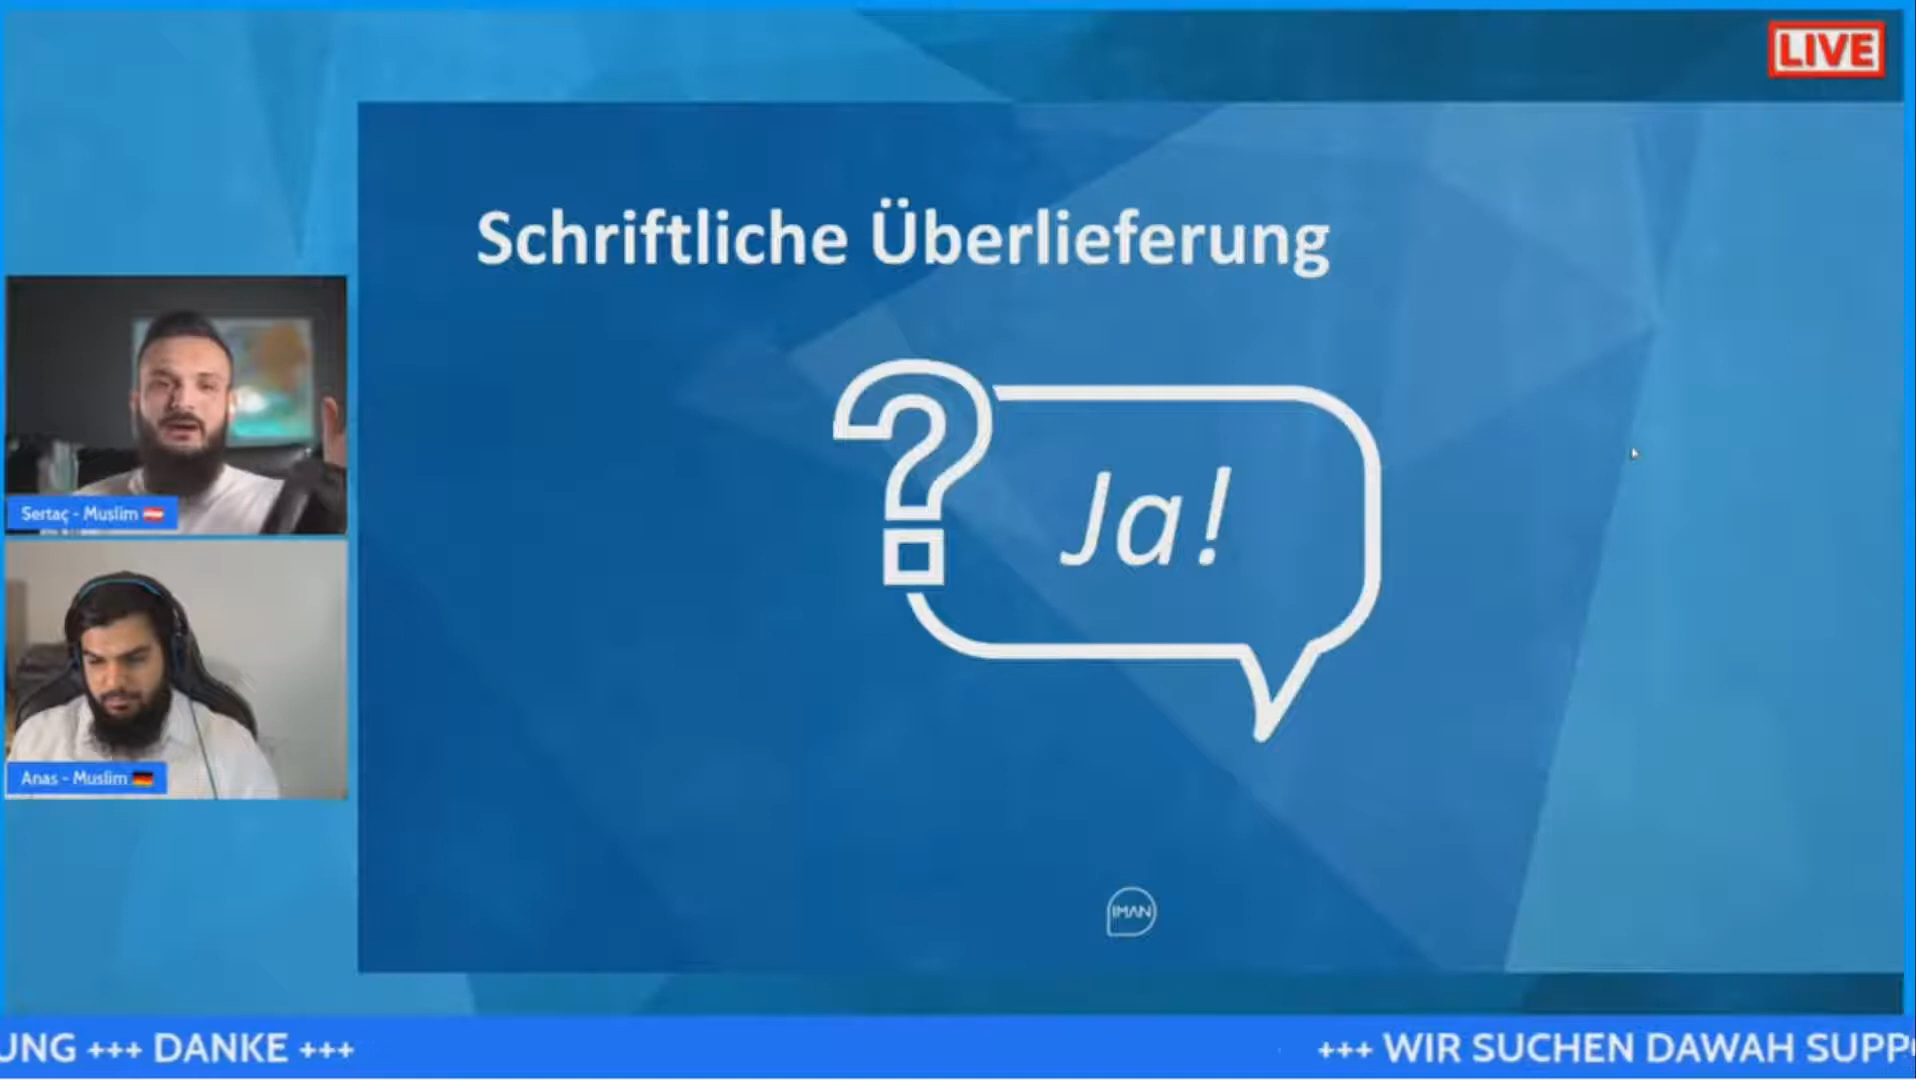 LIVE
Schriftliche Überlieferung
Ja!
Sertaç - Muslim
Anas - Muslim
IMAN
UNG +++ DANKE +++
+++ WIR SUCHEN DAWAH SUPP